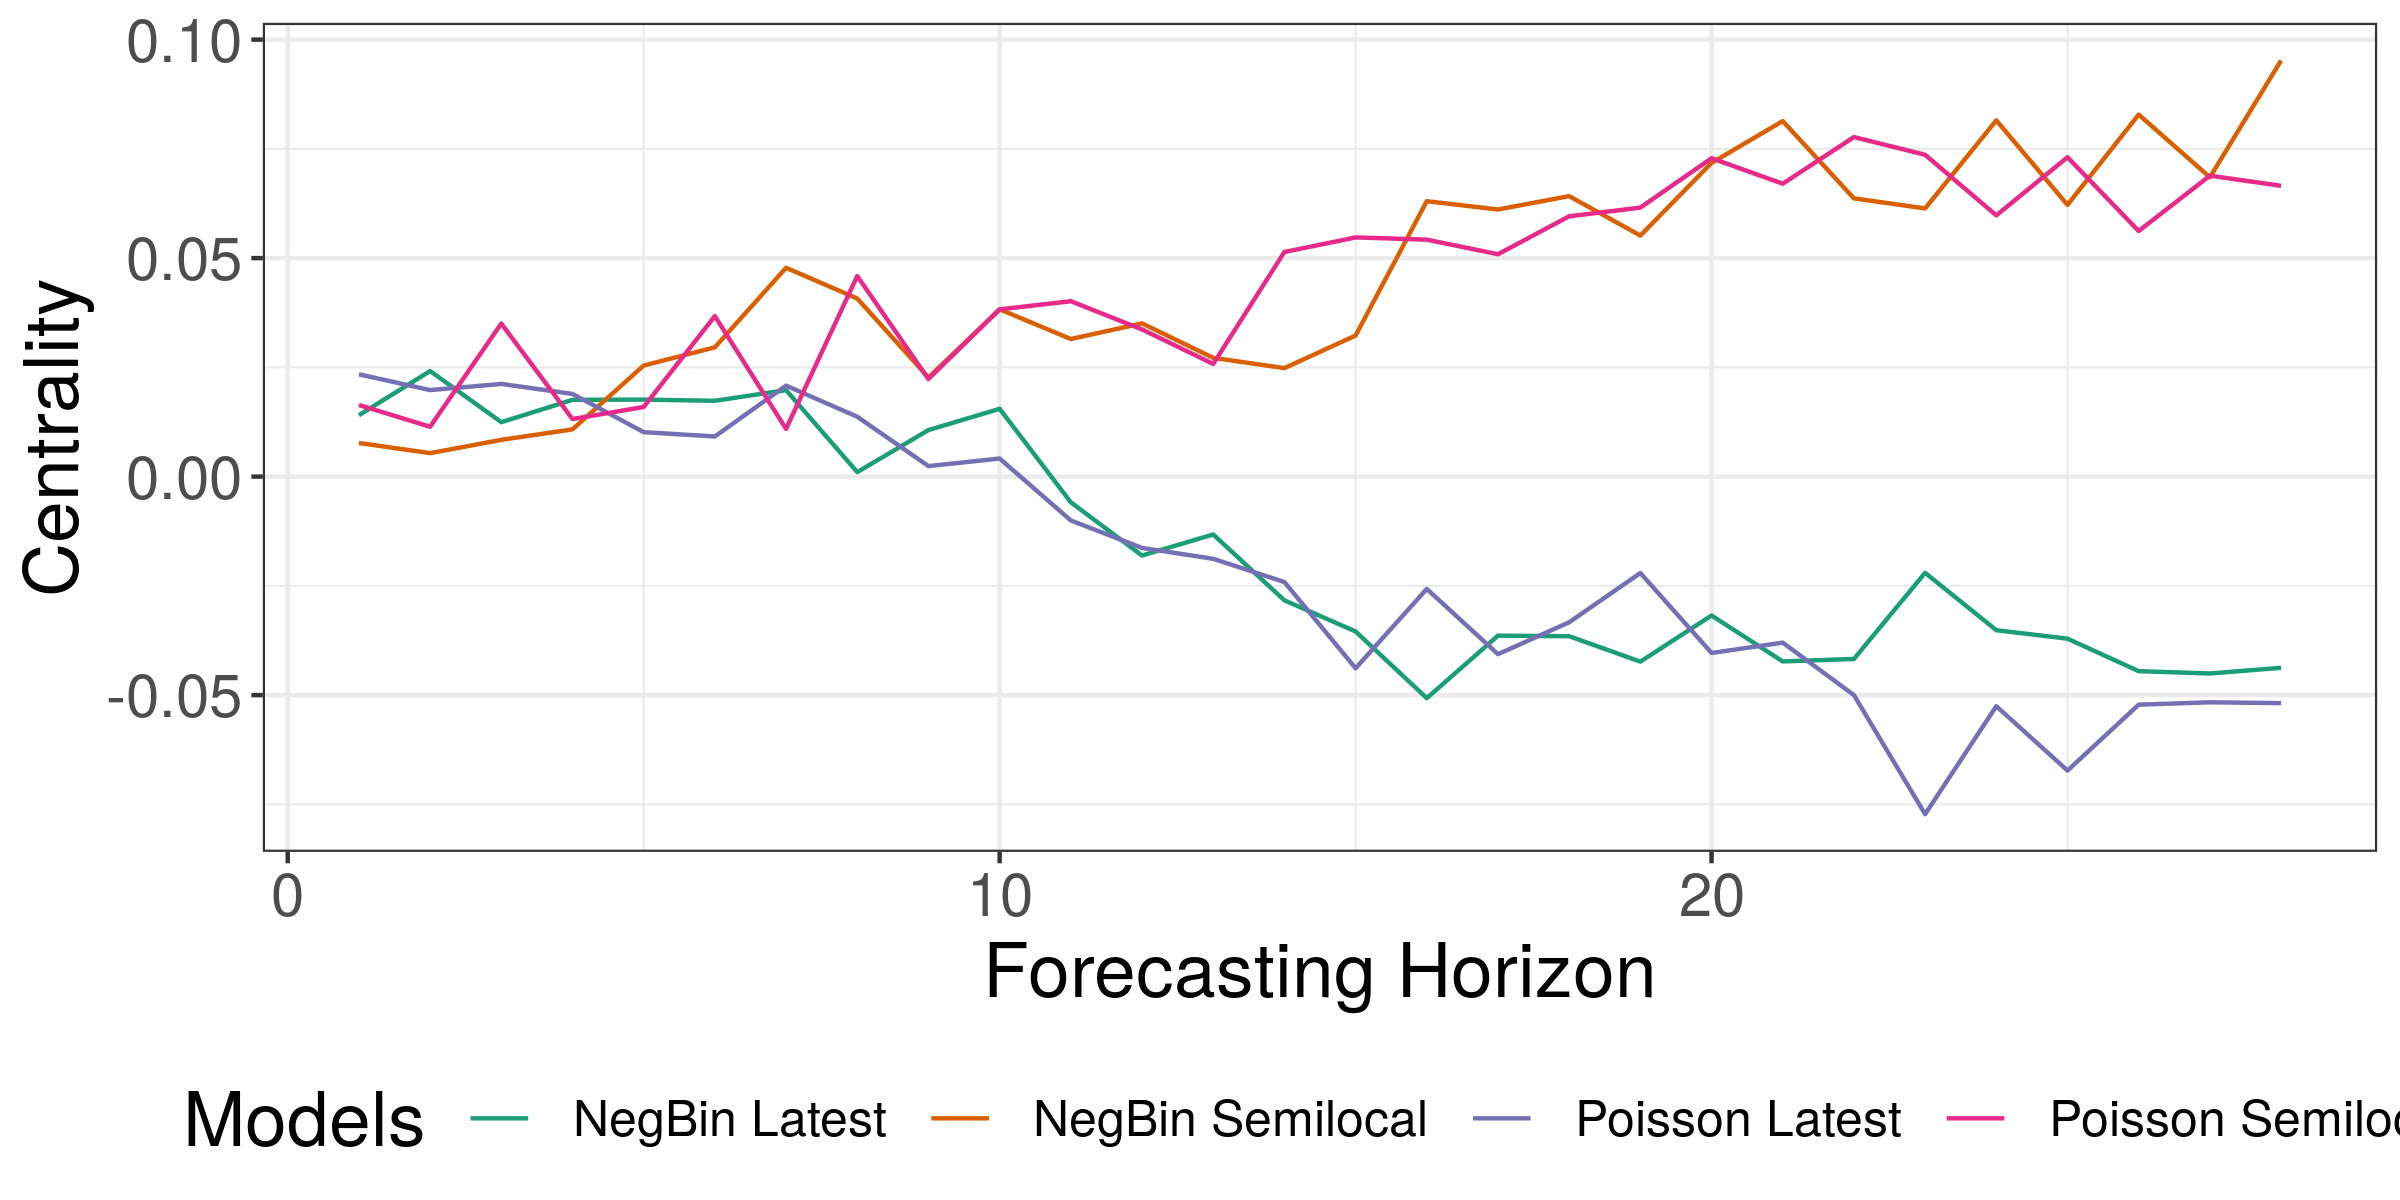 0.10
0.05
0.00
-0.05
Centrality
0 10 20
Forecasting Horizon
Models NegBin Latest NegBin Semilocal Poisson Latest Poisson